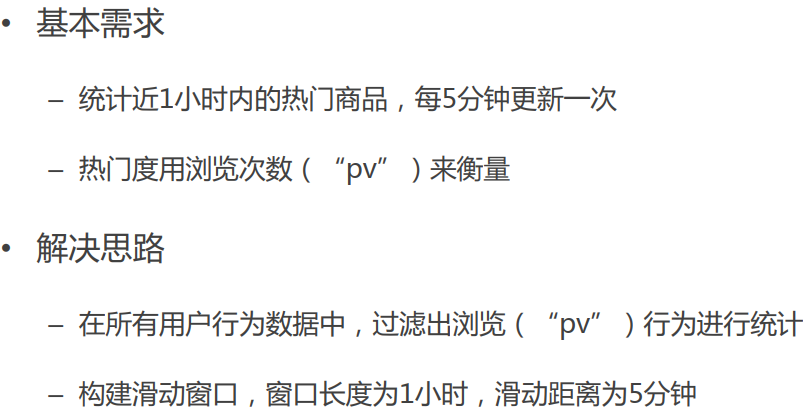 • 基本需求
– 统计近1小时内的热门商品，每5分钟更新一次
– 热门度用浏览次数（“pv”）来衡量
• 解决思路
– 在所有用户行为数据中，过滤出浏览（“pv”）行为进行统计
– 构建滑动窗口，窗口长度为1小时，滑动距离为5分钟